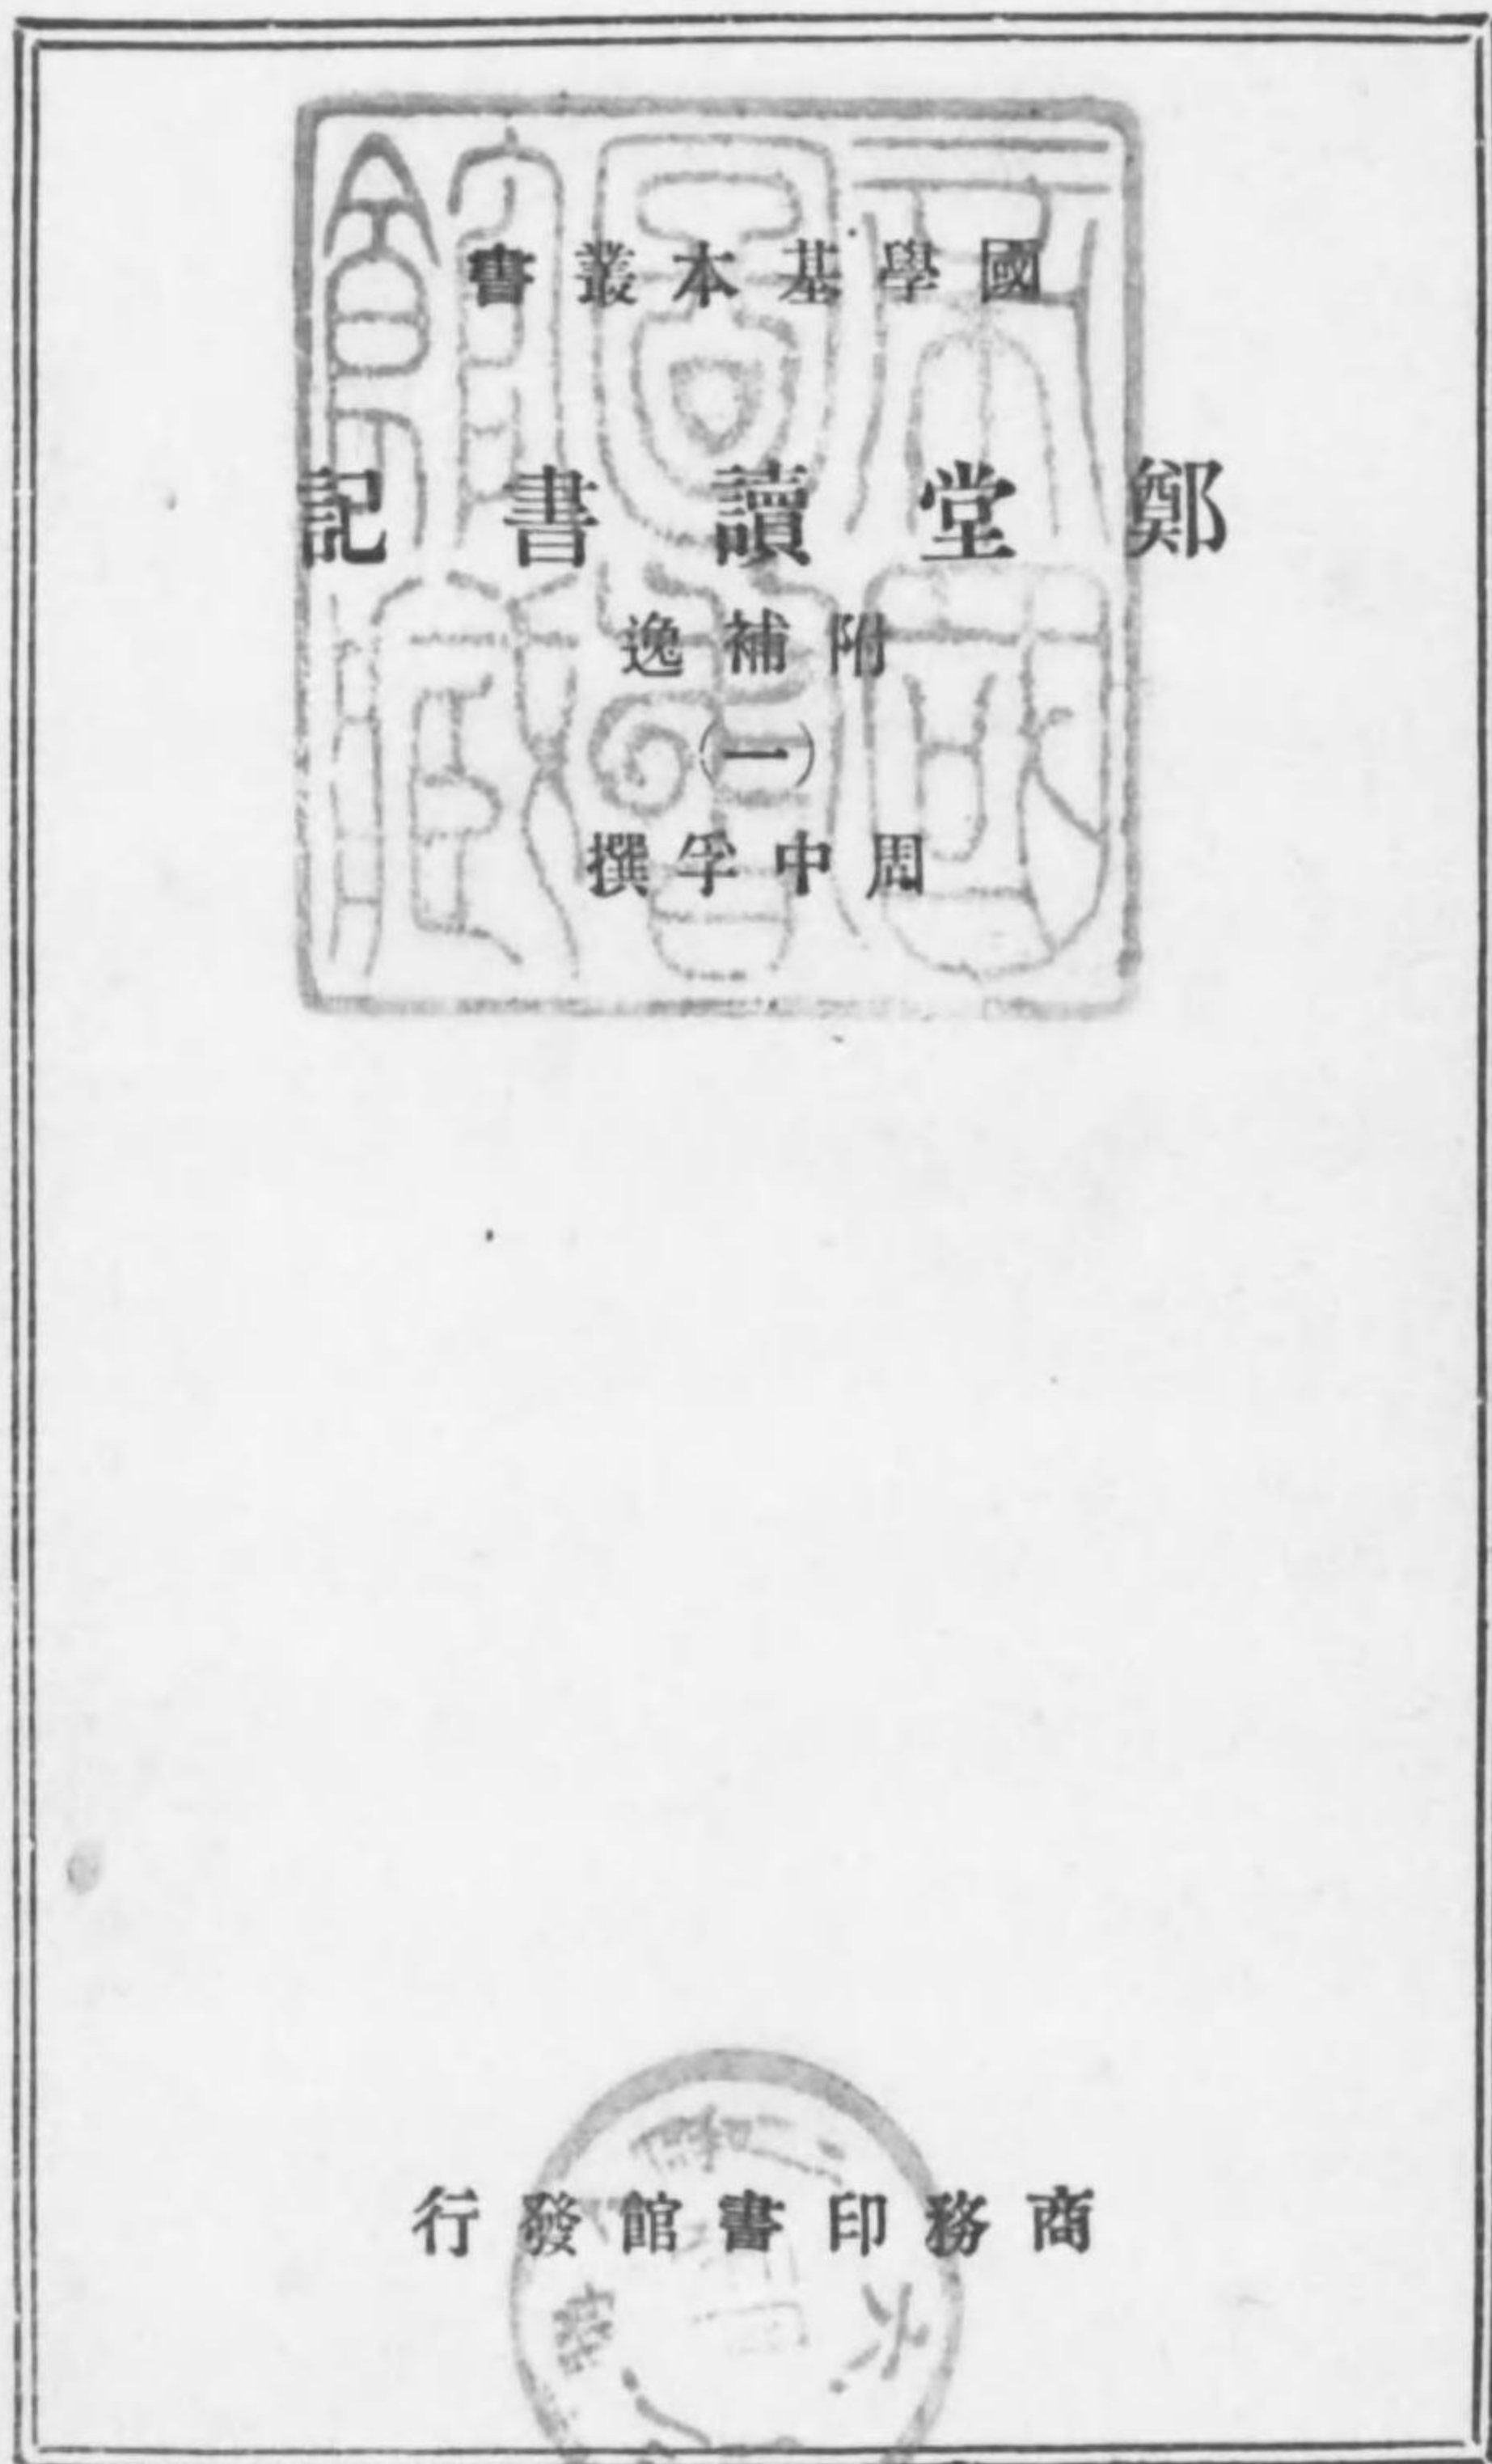 國學基本叢書
鄭堂讀書記
附補逸
(一)
周中孚撰
商務印書館發行